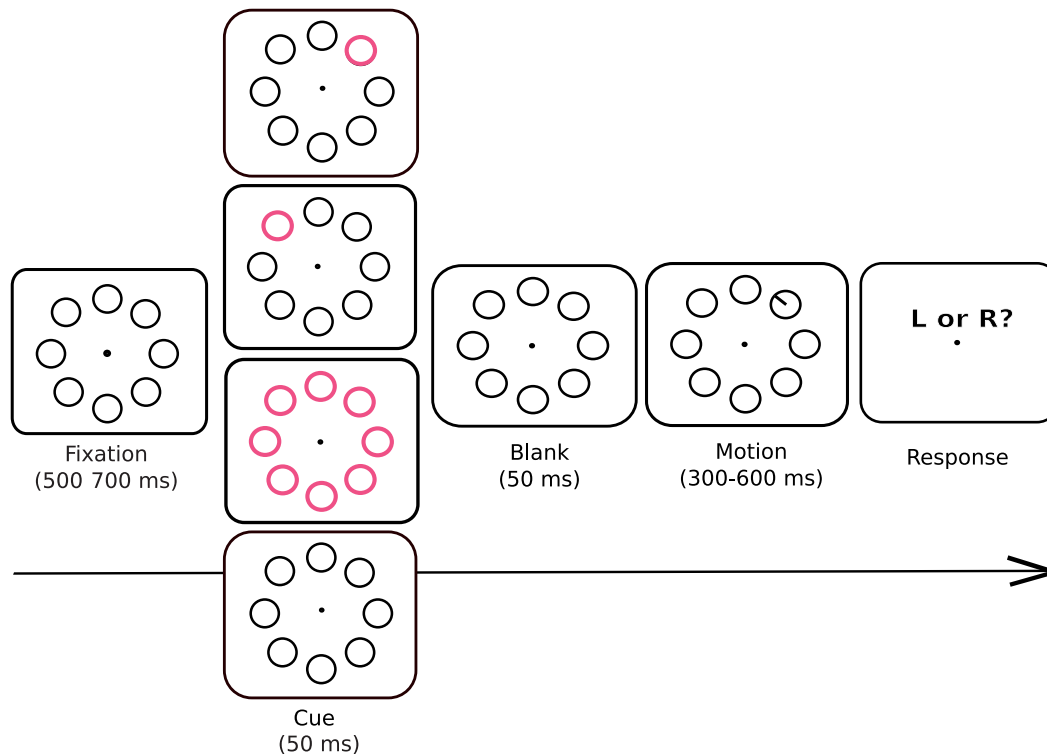 Fixation
(500 700 ms)
Cue
(50 ms)
Blank
(50 ms)
Motion
(300-600 ms)
L or R?
Response